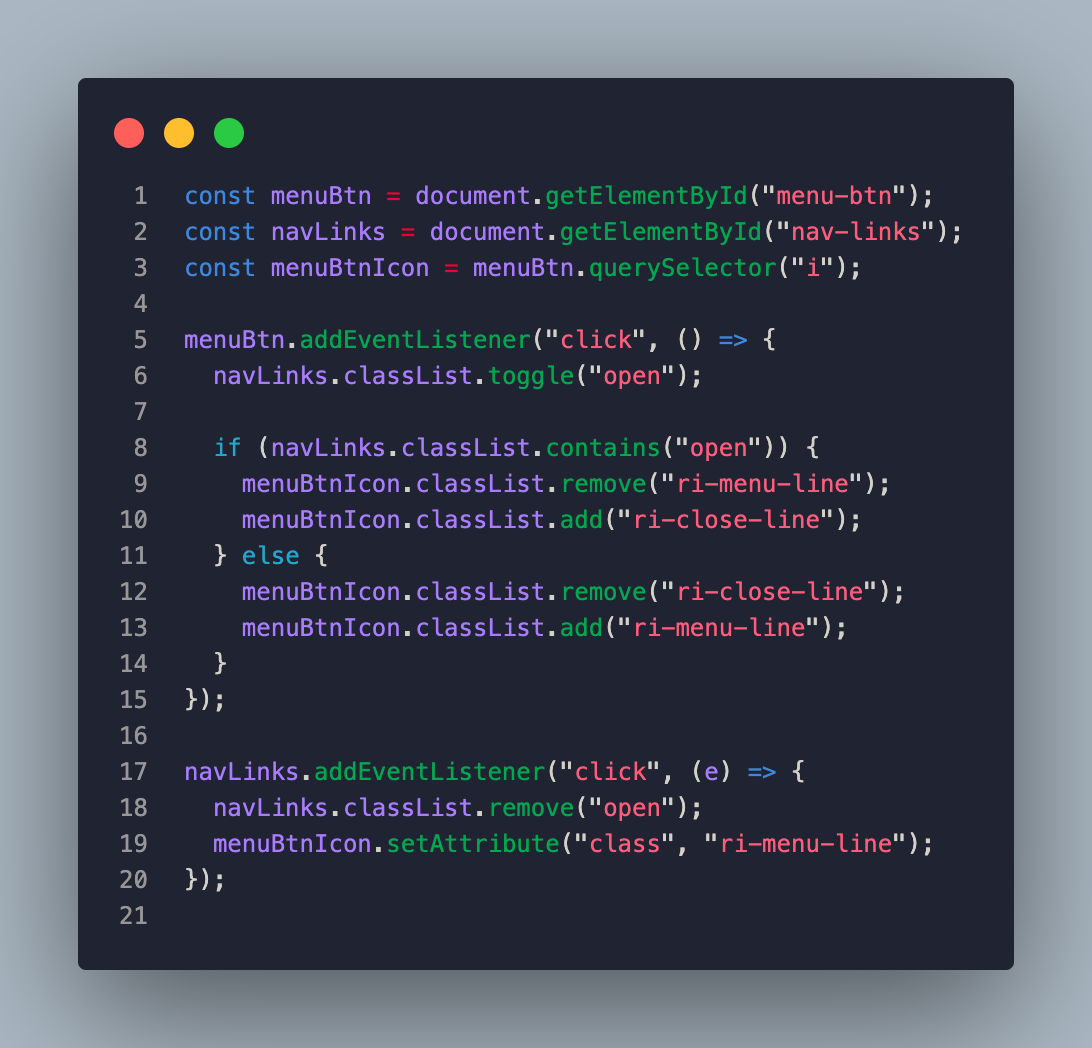 1 const menuBtn = document.getElementById("menu-btn");
2 const navLinks = document.getElementById("nav-links");
3 const menuBtnIcon = menuBtn.querySelector("i");
4
5 menuBtn.addEventListener("click", () => {
6   navLinks.classList.toggle("open");
7
8   if (navLinks.classList.contains("open")) {
9     menuBtnIcon.classList.remove("ri-menu-line");
10     menuBtnIcon.classList.add("ri-close-line");
11   } else {
12     menuBtnIcon.classList.remove("ri-close-line");
13     menuBtnIcon.classList.add("ri-menu-line");
14   }
15 });
16
17 navLinks.addEventListener("click", (e) => {
18   navLinks.classList.remove("open");
19   menuBtnIcon.setAttribute("class", "ri-menu-line");
20 });
21